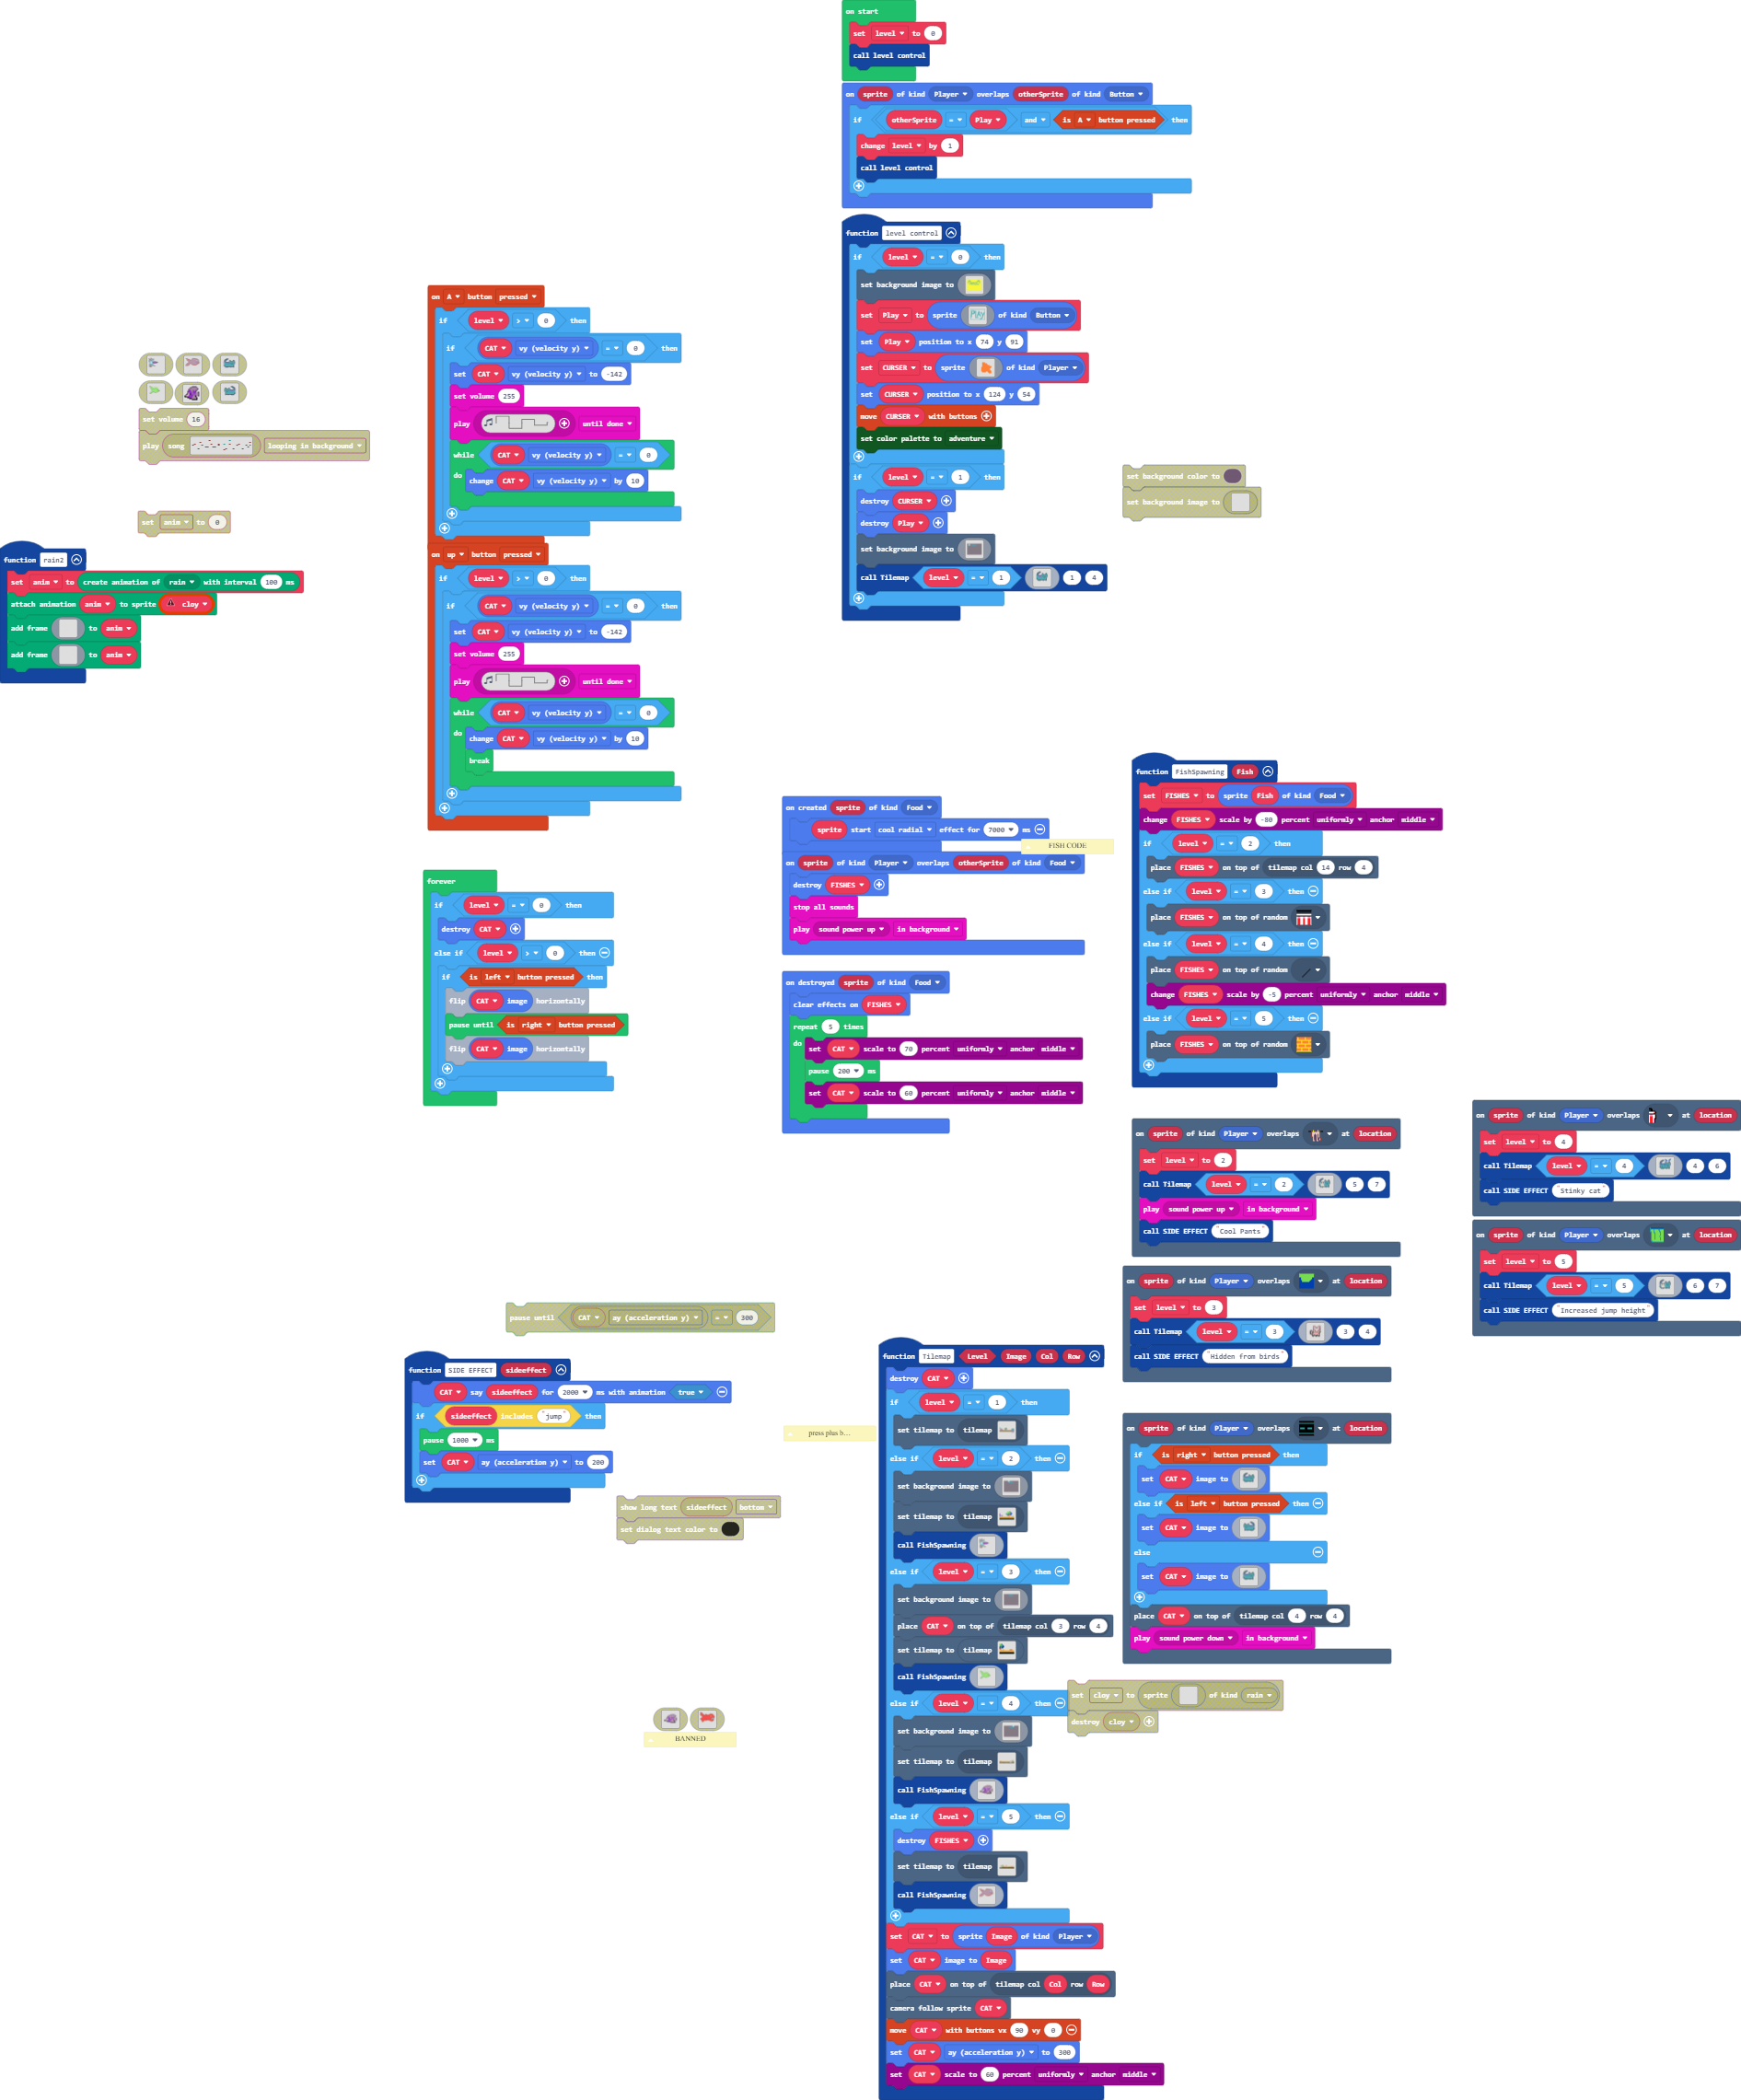 on start
set level to 0
call level control
on sprite of kind Player overlaps otherSprite of kind Button
if otherSprite = Play and is A button pressed then
change level by 1
call level control
function level control
if level = 0 then
set background image to
set Play to sprite of kind Button
set Play position to x 74 y 91
set CURSER to sprite of kind Player
set CURSER position to x 124 y 54
move CURSER with buttons
set color palette to adventure
if level = 1 then
destroy CURSER
destroy Play
set background image to
call Tilemap level = 1 1 4
set background color to
set background image to
on A button pressed
if level > 0 then
if CAT vy (velocity y) = 0 then
set CAT vy (velocity y) to -142
set volume 255
play until done
while CAT vy (velocity y) = 0
do change CAT vy (velocity y) by 10
on up button pressed
if level > 0 then
if CAT vy (velocity y) = 0 then
set CAT vy (velocity y) to -142
set volume 255
play until done
while CAT vy (velocity y) = 0
do change CAT vy (velocity y) by 10
break
set volume 16
play song looping in background
set anim to 0
function rain2
set anim to create animation of rain with interval 100 ms
attach animation anim to sprite cloy
add frame to anim
add frame to anim
forever
if level = 0 then
destroy CAT
else if level > 0 then
if is left button pressed then
flip CAT image horizontally
pause until is right button pressed
flip CAT image horizontally
on created sprite of kind Food
sprite start cool radial effect for 7000 ms
FISH CODE
on sprite of kind Player overlaps otherSprite of kind Food
destroy FISHES
stop all sounds
play sound power up in background
on destroyed sprite of kind Food
clear effects on FISHES
repeat 5 times
do set CAT scale to 70 percent uniformly anchor middle
pause 200 ms
set CAT scale to 60 percent uniformly anchor middle
function FishSpawning Fish
set FISHES to sprite Fish of kind Food
change FISHES scale by -80 percent uniformly anchor middle
if level = 2 then
place FISHES on top of tilemap col 14 row 4
else if level = 3 then
place FISHES on top of random
else if level = 4 then
place FISHES on top of random
change FISHES scale by -5 percent uniformly anchor middle
else if level = 5 then
place FISHES on top of random
on sprite of kind Player overlaps at location
set level to 2
call Tilemap level = 2 5 7
play sound power up in background
call SIDE EFFECT "Cool Pants"
on sprite of kind Player overlaps at location
set level to 4
call Tilemap level = 4 4 6
call SIDE EFFECT "Stinky cat"
on sprite of kind Player overlaps at location
set level to 5
call Tilemap level = 5 6 7
call SIDE EFFECT "Increased jump height"
on sprite of kind Player overlaps at location
set level to 3
call Tilemap level = 3 3 4
call SIDE EFFECT "Hidden from birds"
on sprite of kind Player overlaps at location
if is right button pressed then
set CAT image to
else if is left button pressed then
set CAT image to
else
set CAT image to
place CAT on top of tilemap col 4 row 4
play sound power down in background
pause until CAT ay (acceleration y) = 300
function SIDE EFFECT sideeffect
CAT say sideeffect for 2000 ms with animation true
if sideeffect includes "jump" then
pause 1000 ms
set CAT ay (acceleration y) to 200
show long text sideeffect bottom
set dialog text color to
press plus b...
BANNED
set cloy to sprite of kind rain
destroy cloy
function Tilemap Level Image Col Row
destroy CAT
if level = 1 then
set tilemap to tilemap
else if level = 2 then
set background image to
set tilemap to tilemap
call FishSpawning
else if level = 3 then
set background image to
place CAT on top of tilemap col 3 row 4
set tilemap to tilemap
call FishSpawning
else if level = 4 then
set background image to
set tilemap to tilemap
call FishSpawning
else if level = 5 then
destroy FISHES
set tilemap to tilemap
call FishSpawning
set CAT to sprite Image of kind Player
set CAT image to Image
place CAT on top of tilemap col Col row Row
camera follow sprite CAT
move CAT with buttons vx 90 vy 0
set CAT ay (acceleration y) to 300
set CAT scale to 60 percent uniformly anchor middle